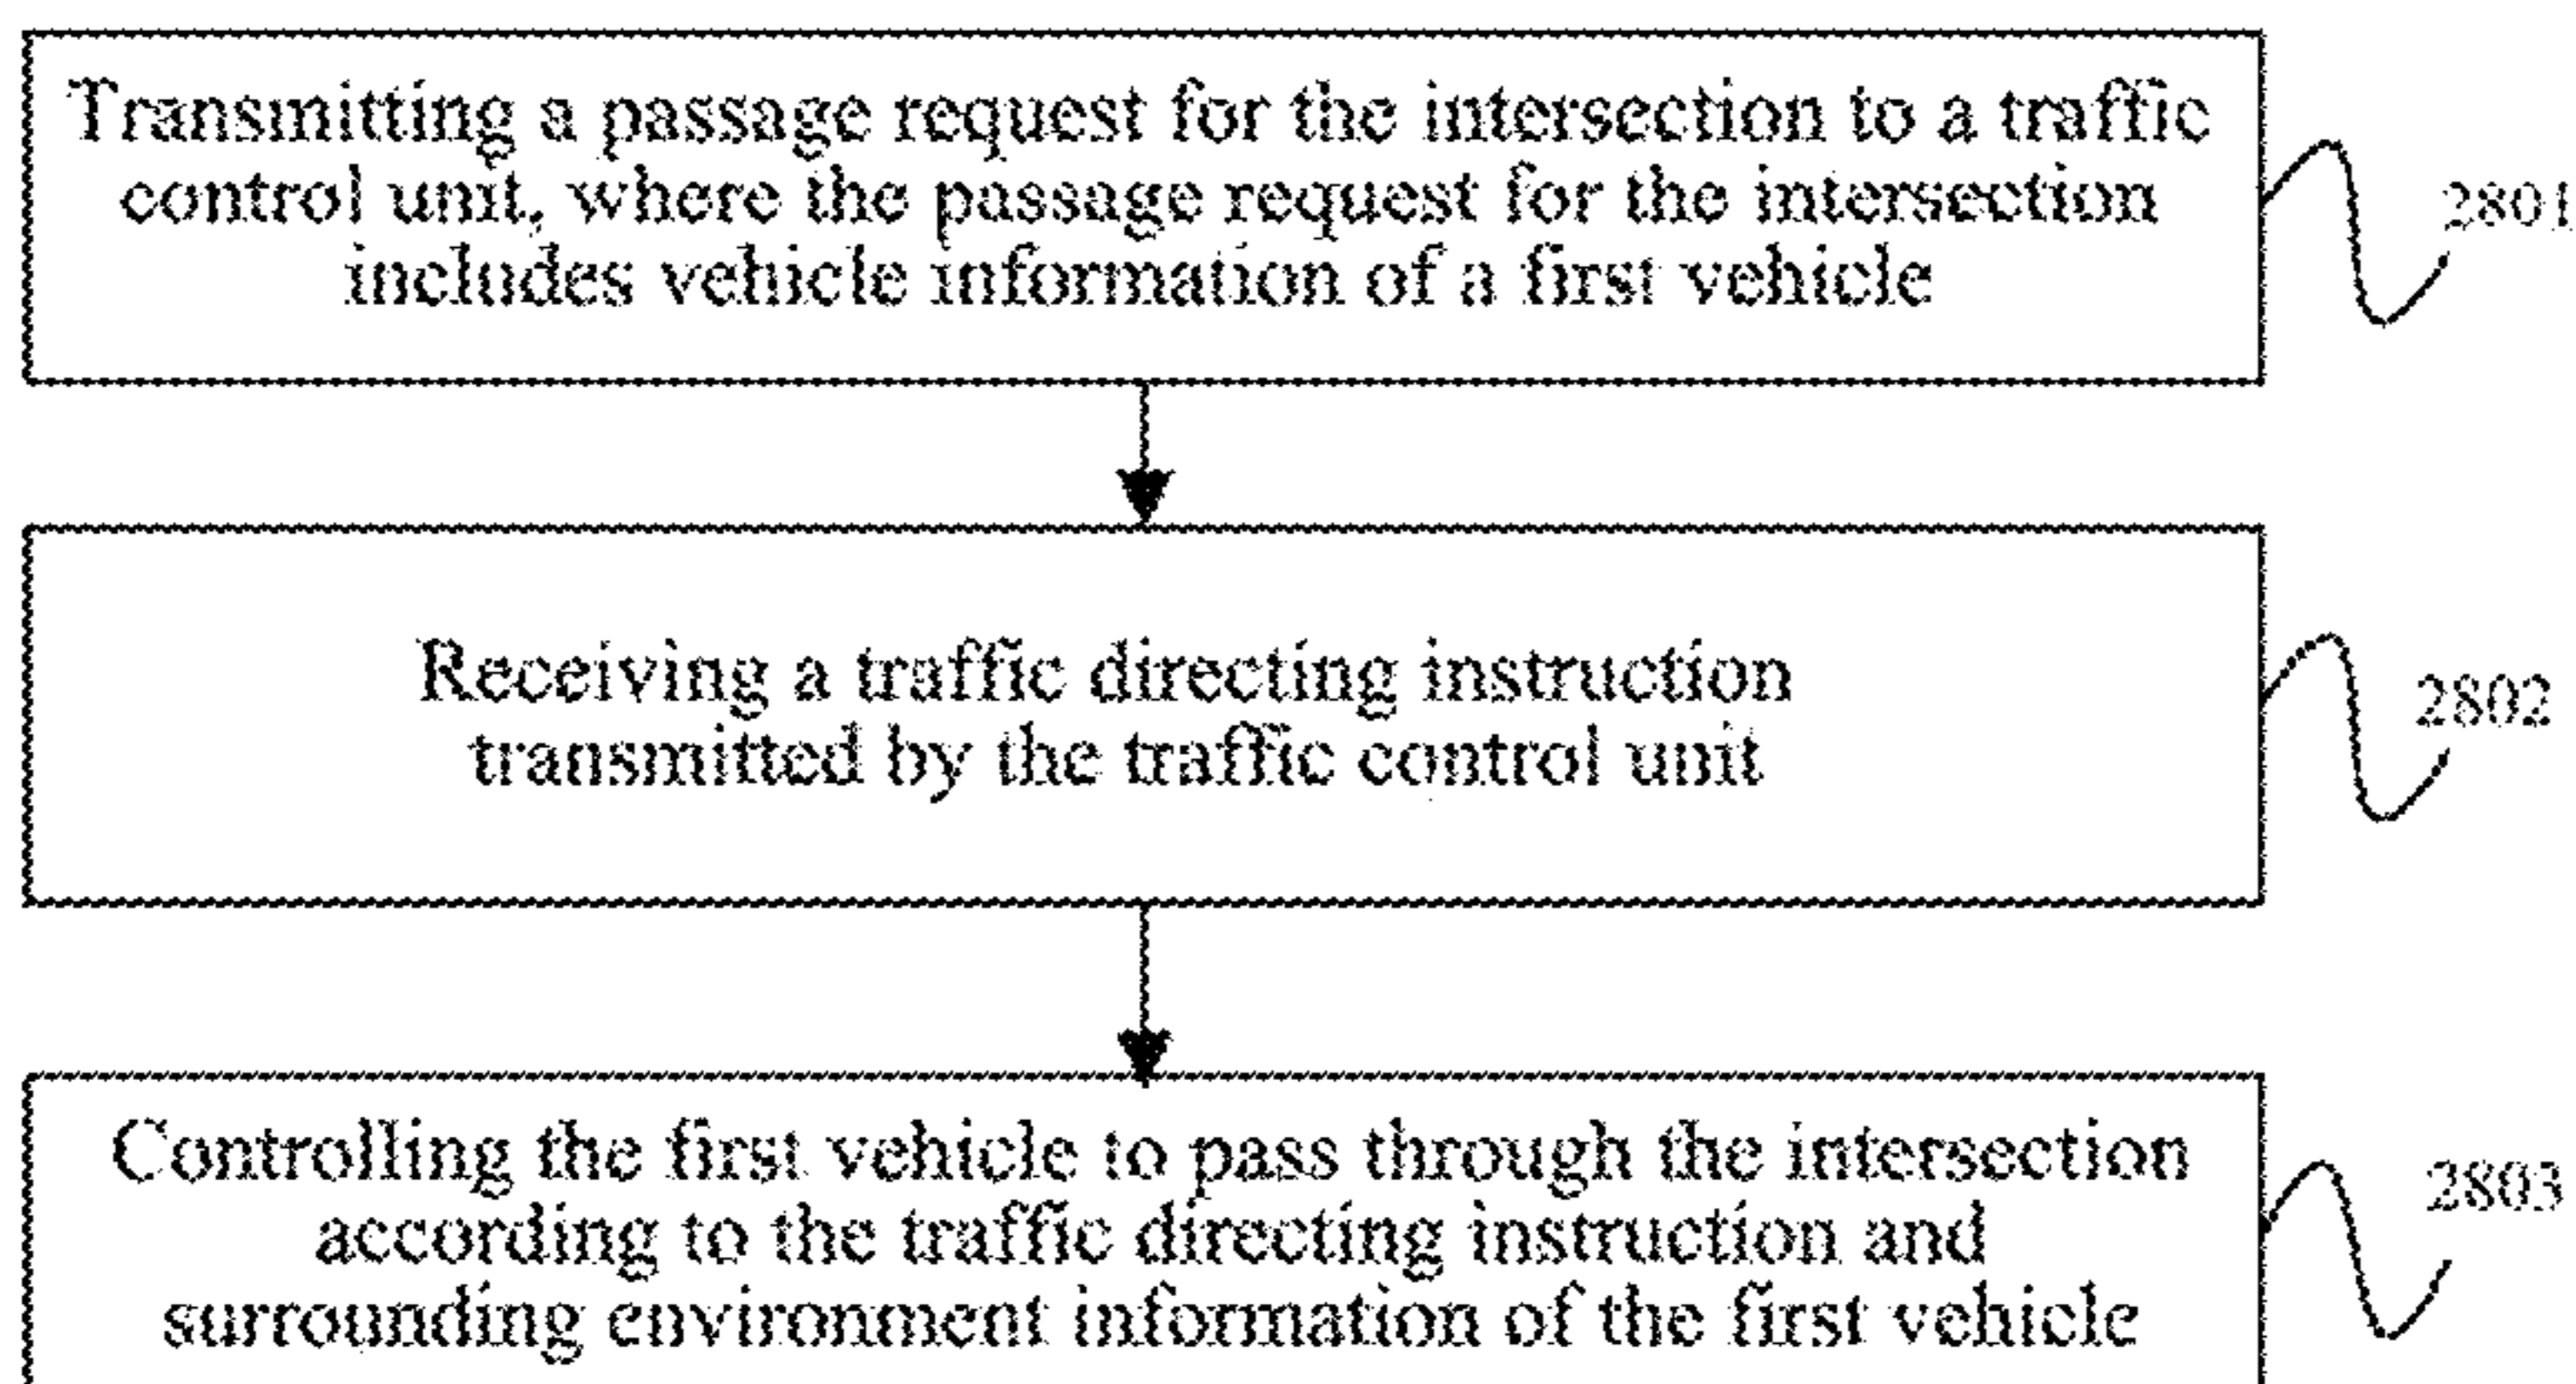 Transmitting a passage request for the intersection to a traffic
control unit, where the passage request for the intersection
includes vehicle information of a first vehicle
2801
Receiving a traffic directing instruction
transmitted by the traffic control unit
2802
Controlling the first vehicle to pass through the intersection
according to the traffic directing instruction and
surrounding environment information of the first vehicle
2803